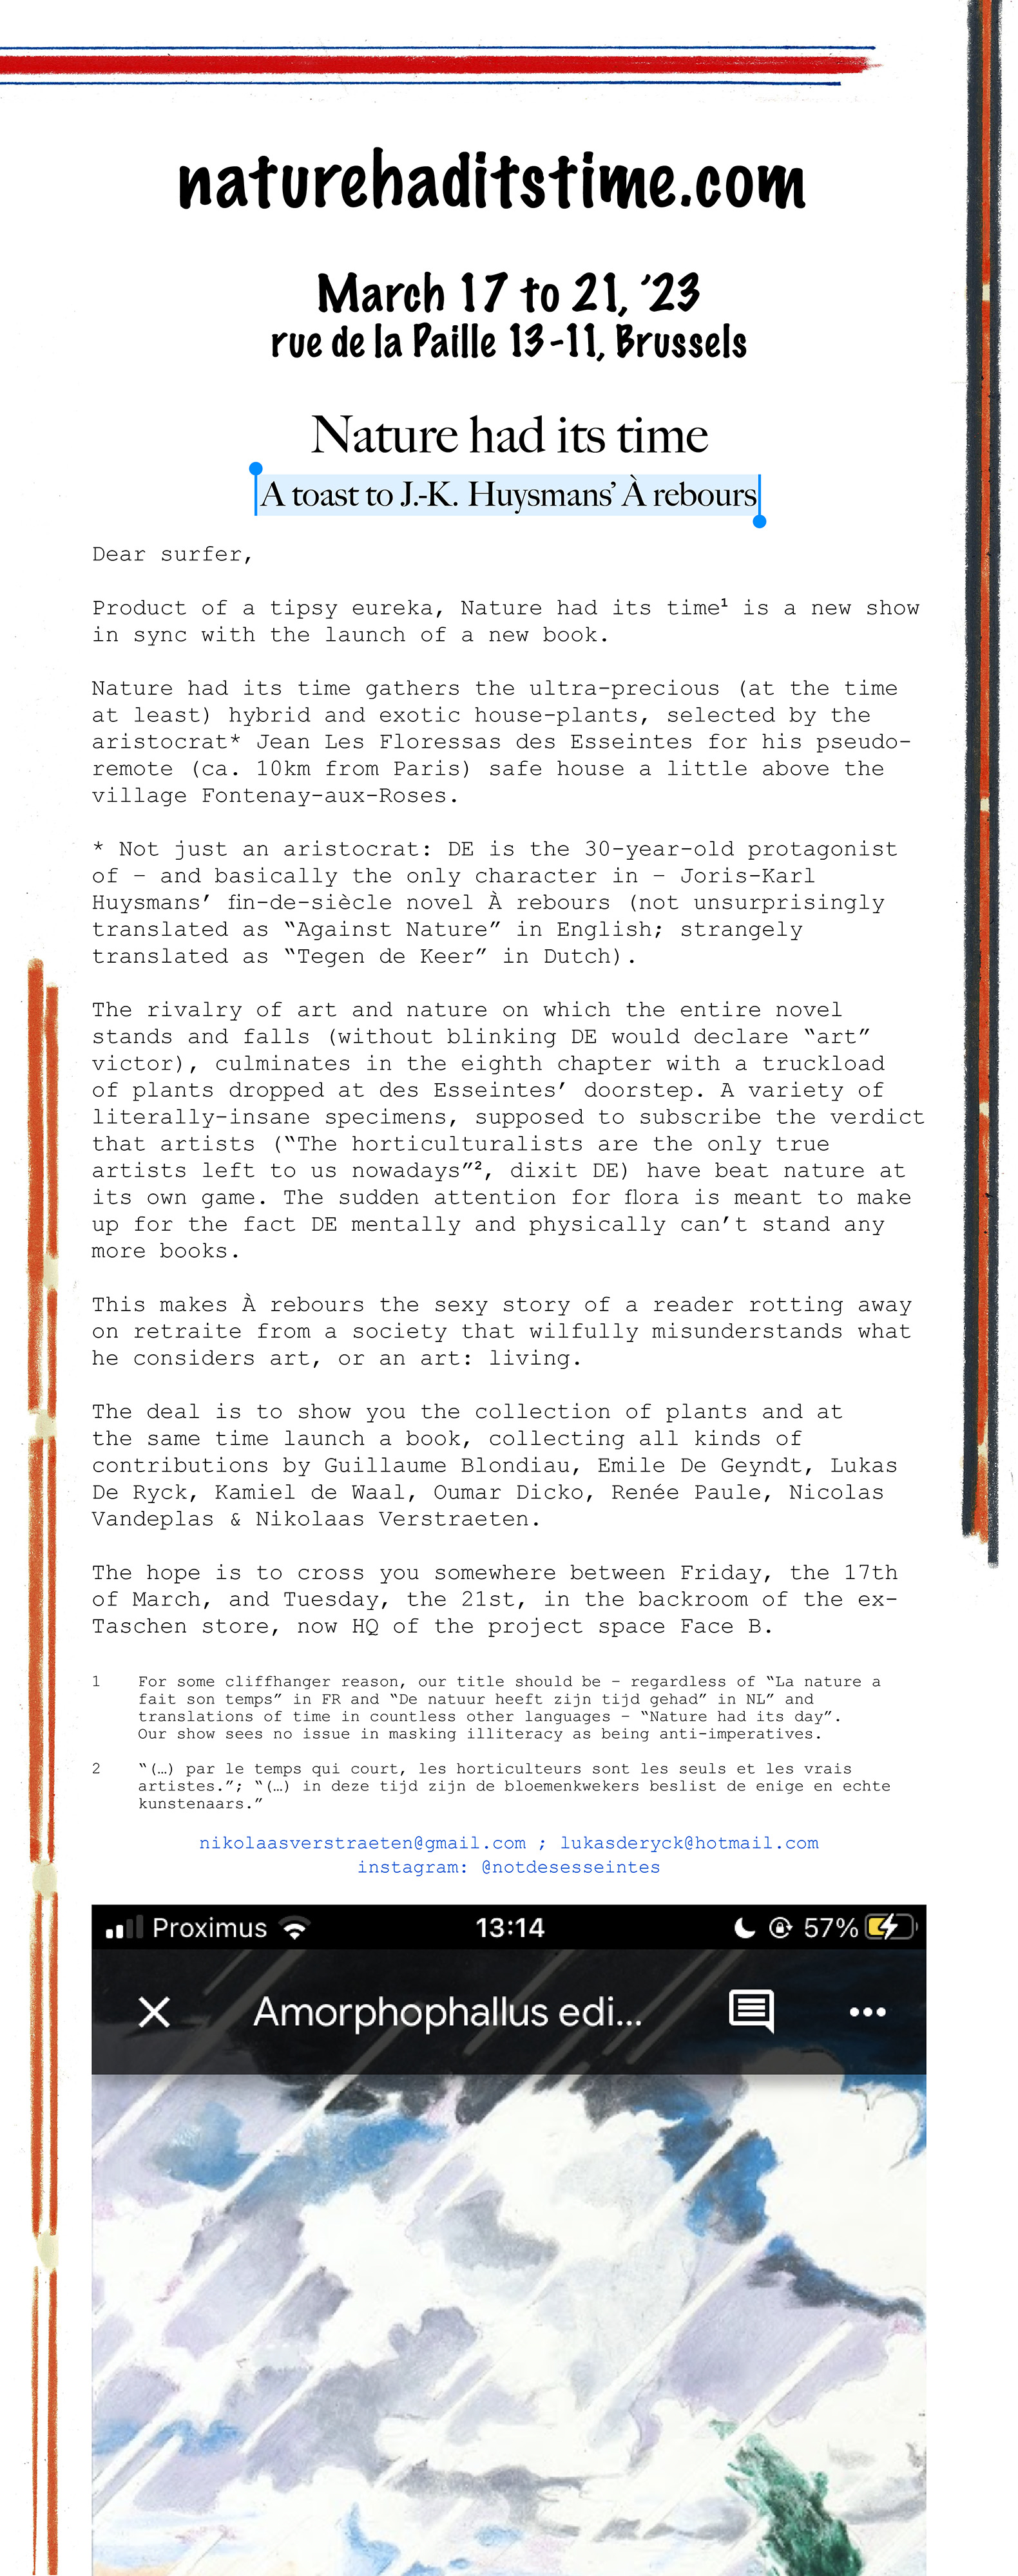 naturehaditstime.com
March 17 to 21, ’23
rue de la Paille 13-11, Brussels
Nature had its time
A toast to J.-K. Huysmans’ À rebours
Dear surfer,
Product of a tipsy eureka, Nature had its time¹ is a new show
in sync with the launch of a new book.
Nature had its time gathers the ultra-precious (at the time
at least) hybrid and exotic house-plants, selected by the
aristocrat* Jean Les Floressas des Esseintes for his pseudo-
remote (ca. 10km from Paris) safe house a little above the
village Fontenay-aux-Roses.
* Not just an aristocrat: DE is the 30-year-old protagonist
of – and basically the only character in – Joris-Karl
Huysmans’ fin-de-siècle novel À rebours (not unsurprisingly
translated as “Against Nature” in English; strangely
translated as “Tegen de Keer” in Dutch).
The rivalry of art and nature on which the entire novel
stands and falls (without blinking DE would declare “art”
victor), culminates in the eighth chapter with a truckload
of plants dropped at des Esseintes’ doorstep. A variety of
literally-insane specimens, supposed to subscribe the verdict
that artists (“The horticulturalists are the only true
artists left to us nowadays”², dixit DE) have beat nature at
its own game. The sudden attention for flora is meant to make
up for the fact DE mentally and physically can’t stand any
more books.
This makes À rebours the sexy story of a reader rotting away
on retraite from a society that wilfully misunderstands what
he considers art, or an art: living.
The deal is to show you the collection of plants and at
the same time launch a book, collecting all kinds of
contributions by Guillaume Blondiau, Emile De Geyndt, Lukas
De Ryck, Kamiel de Waal, Oumar Dicko, Renée Paule, Nicolas
Vandeplas & Nikolaas Verstraeten.
The hope is to cross you somewhere between Friday, the 17th
of March, and Tuesday, the 21st, in the backroom of the ex-
Taschen store, now HQ of the project space Face B.
1 For some cliffhanger reason, our title should be – regardless of “La nature a
fait son temps” in FR and “De natuur heeft zijn tijd gehad” in NL” and
translations of time in countless other languages – “Nature had its day”.
Our show sees no issue in masking illiteracy as being anti-imperatives.
2 “(…) par le temps qui court, les horticulteurs sont les seuls et les vrais
artistes.”; “(…) in deze tijd zijn de bloemenkwekers beslist de enige en echte
kunstenaars.”
nikolaasverstraeten@gmail.com ; lukasderyck@hotmail.com
instagram: @notdesesseintes
Proximus 13:14 57%
Amorphophallus edi...